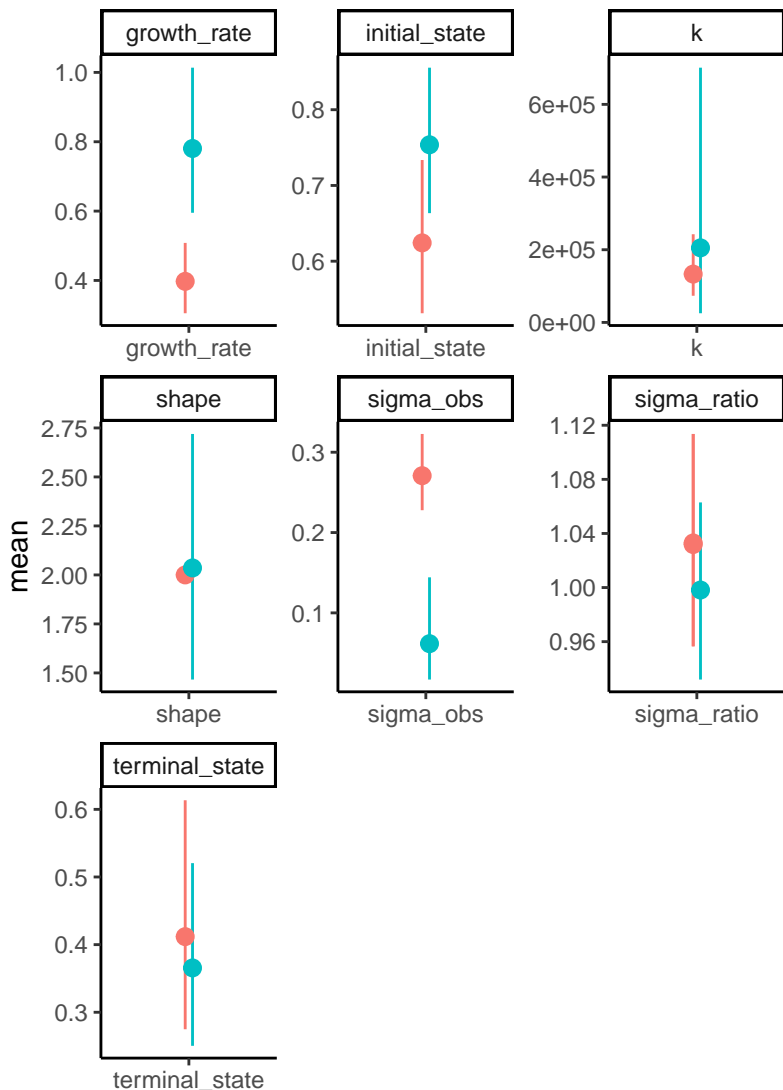 growth_rate
initial_state
k
1.0
0.8
0.6
0.4
growth_rate
0.8
0.7
0.6
initial_state
6e+05
4e+05
2e+05
0e+00
k
mean
shape
sigma_obs
sigma_ratio
2.75
2.50
2.25
2.00
1.75
1.50
shape
0.3
0.2
0.1
sigma_obs
1.12
1.08
1.04
1.00
0.96
sigma_ratio
terminal_state
0.6
0.5
0.4
0.3
terminal_state